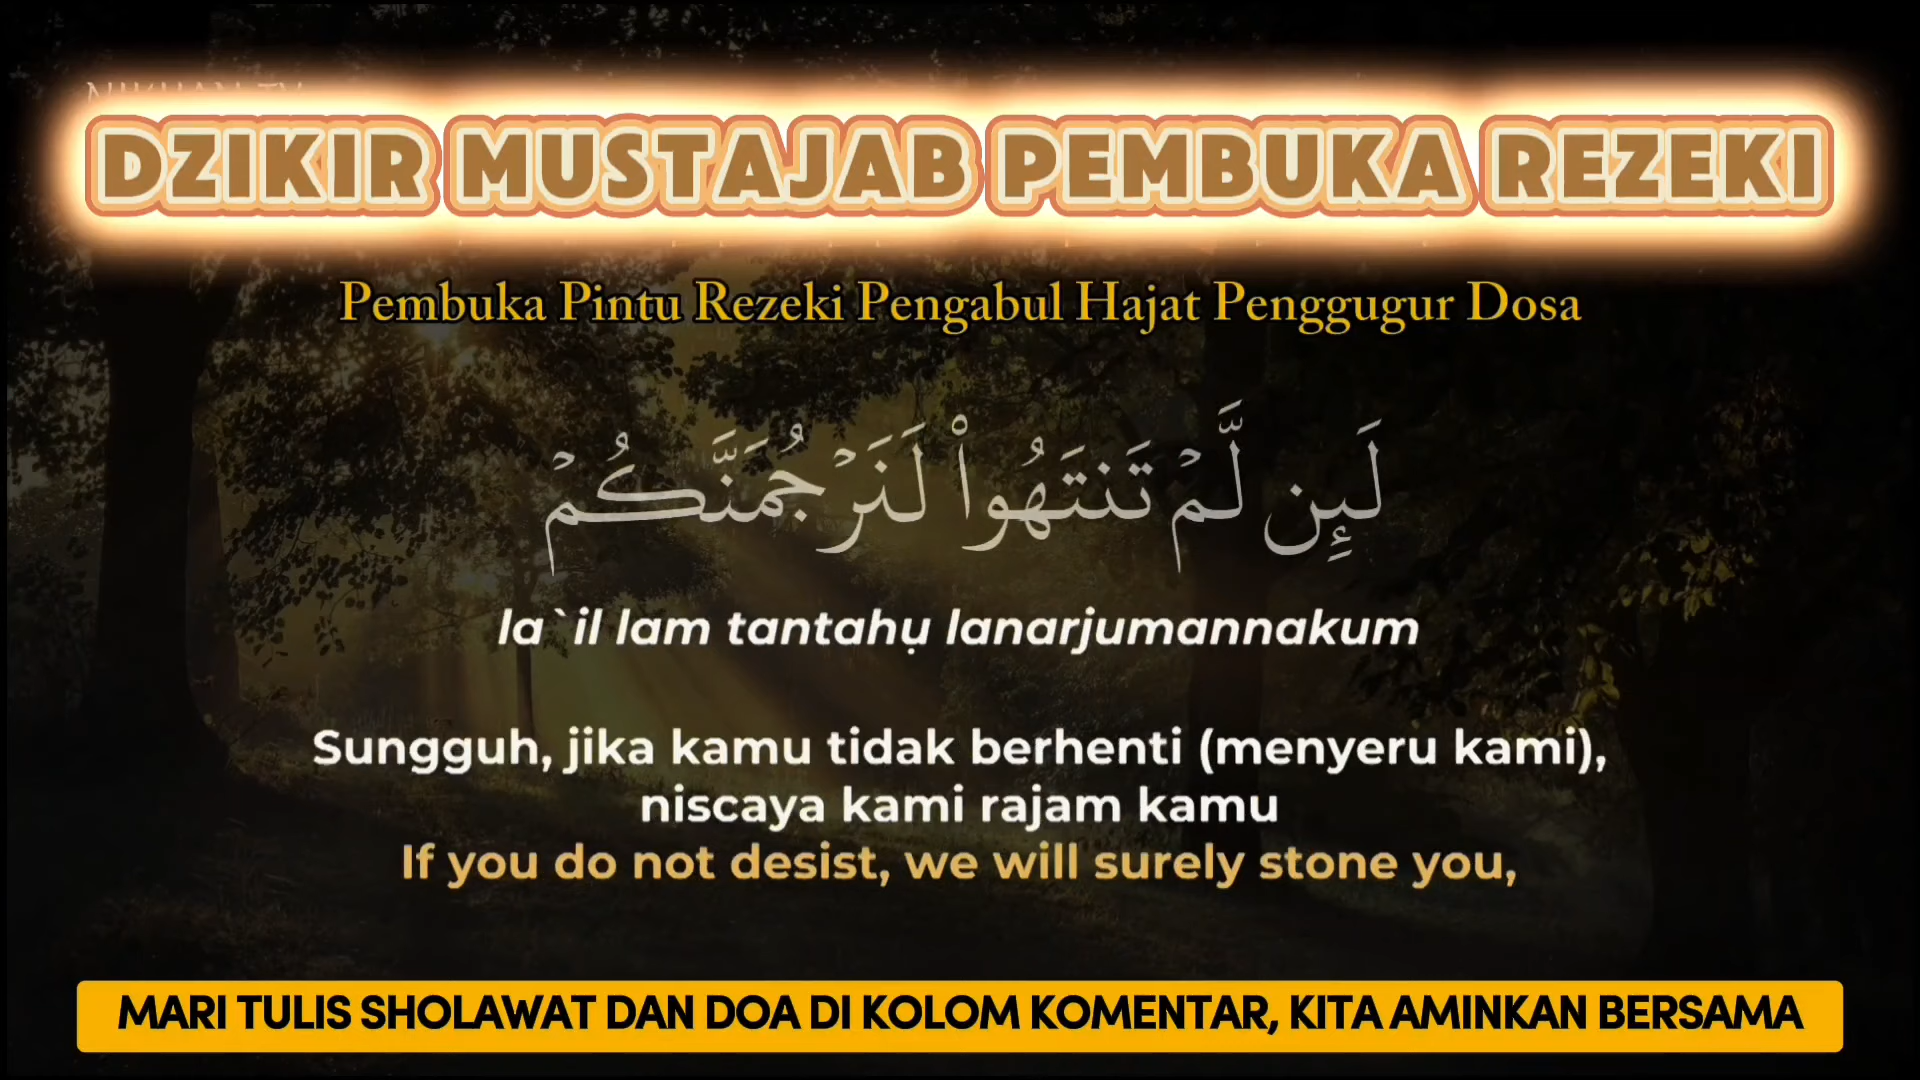 DZIKIR MUSTAJAB PEMBUKA REZEKI
Pembuka Pintu Rezeki Pengabul Hajat Penggugur Dosa
لَئِن لَّمْ تَنتَهُوا۟ لَنَرْجُمَنَّكُمْ
la`il lam tantahụ lanarjumannakum
Sungguh, jika kamu tidak berhenti (menyeru kami),
niscaya kami rajam kamu
If you do not desist, we will surely stone you,
MARI TULIS SHOLAWAT DAN DOA DI KOLOM KOMENTAR, KITA AMINKAN BERSAMA